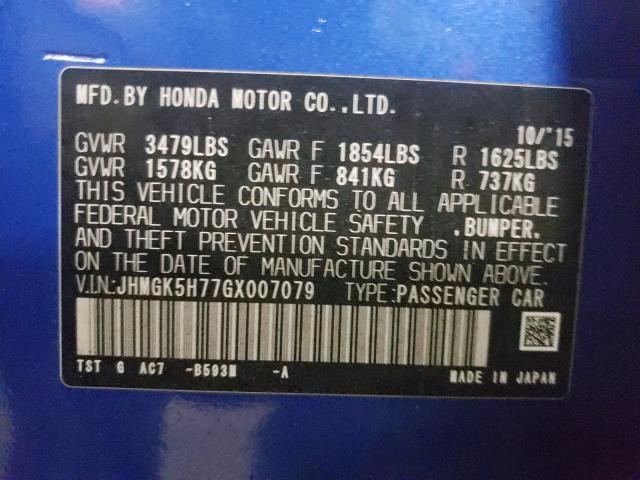 MFD. BY HONDA MOTOR CO.,LTD.
10/'15
GVWR 3479LBS GAWR F 1854LBS R 1625LBS
GVWR 1578KG GAWR F 841KG R 737KG
THIS VEHICLE CONFORMS TO ALL APPLICABLE
FEDERAL MOTOR VEHICLE SAFETY ,BUMPER,
AND THEFT PREVENTION STANDARDS IN EFFECT
ON THE DATE OF MANUFACTURE SHOWN ABOVE.
V.I.N:JHMGK5H77GX007079 TYPE:PASSENGER CAR
TST G AC7 -B593M -A MADE IN JAPAN